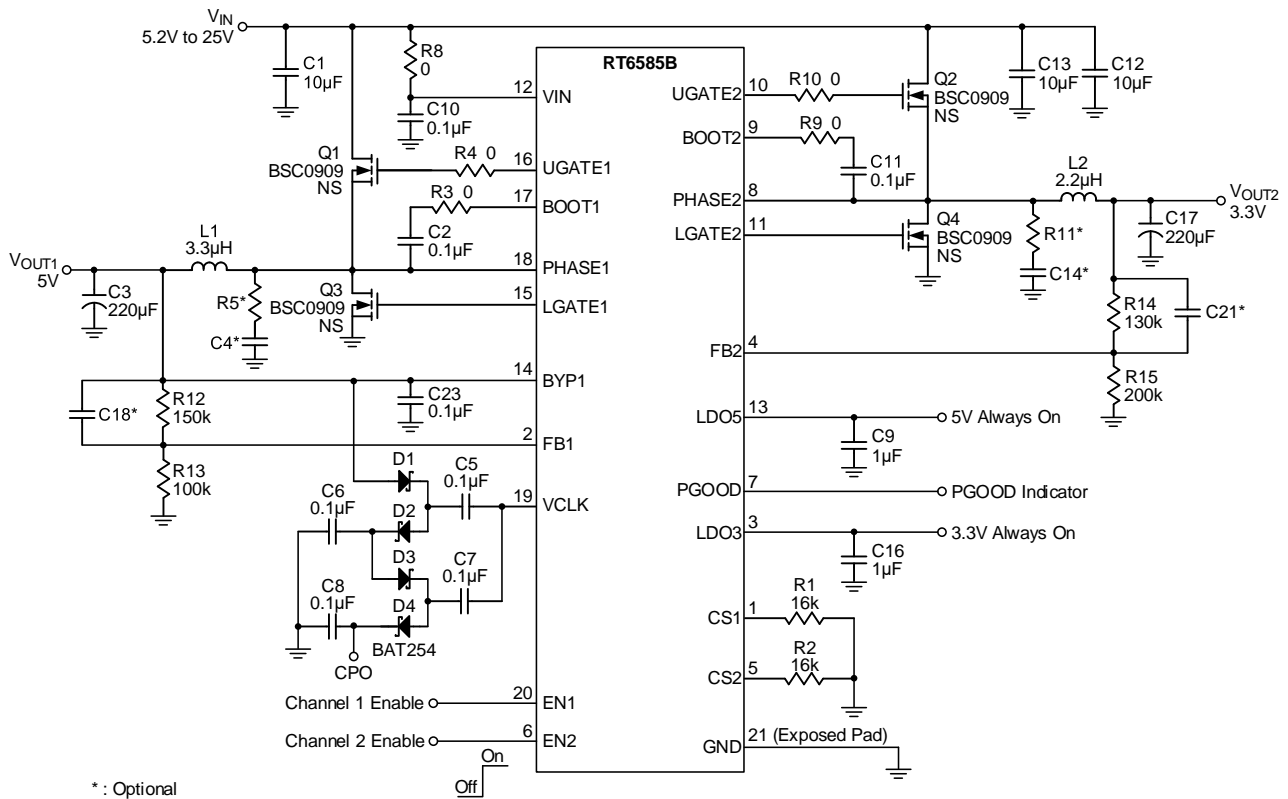 VIN
5.2V to 25V
C1
10µF
R8
0
C10
0.1µF
12
VIN
RT6585B
Q1
BSC0909
NS
R4 0
16
UGATE1
R3 0
17
BOOT1
C2
0.1µF
L1
3.3µH
VOUT1
5V
18
PHASE1
C3
220µF
R5*
C4*
Q3
BSC0909
NS
15
LGATE1
14
BYP1
C23
0.1µF
C18*
R12
150k
2
FB1
R13
100k
D1
C5
0.1µF
C6
0.1µF
19
VCLK
D2
D3
C7
0.1µF
C8
0.1µF
D4
BAT254
CPO
Channel 1 Enable
20
EN1
Channel 2 Enable
6
EN2
On
Off
* : Optional
UGATE2
10
R10 0
Q2
BSC0909
NS
C13
10µF
C12
10µF
BOOT2
9
R9 0
C11
0.1µF
PHASE2
8
L2
2.2µH
VOUT2
3.3V
LGATE2
11
Q4
BSC0909
NS
R11*
C14*
C17
220µF
R14
130k
C21*
FB2
4
R15
200k
LDO5
13
5V Always On
C9
1µF
PGOOD
7
PGOOD Indicator
LDO3
3
3.3V Always On
C16
1µF
CS1
1
R1
16k
CS2
5
R2
16k
GND
21 (Exposed Pad)